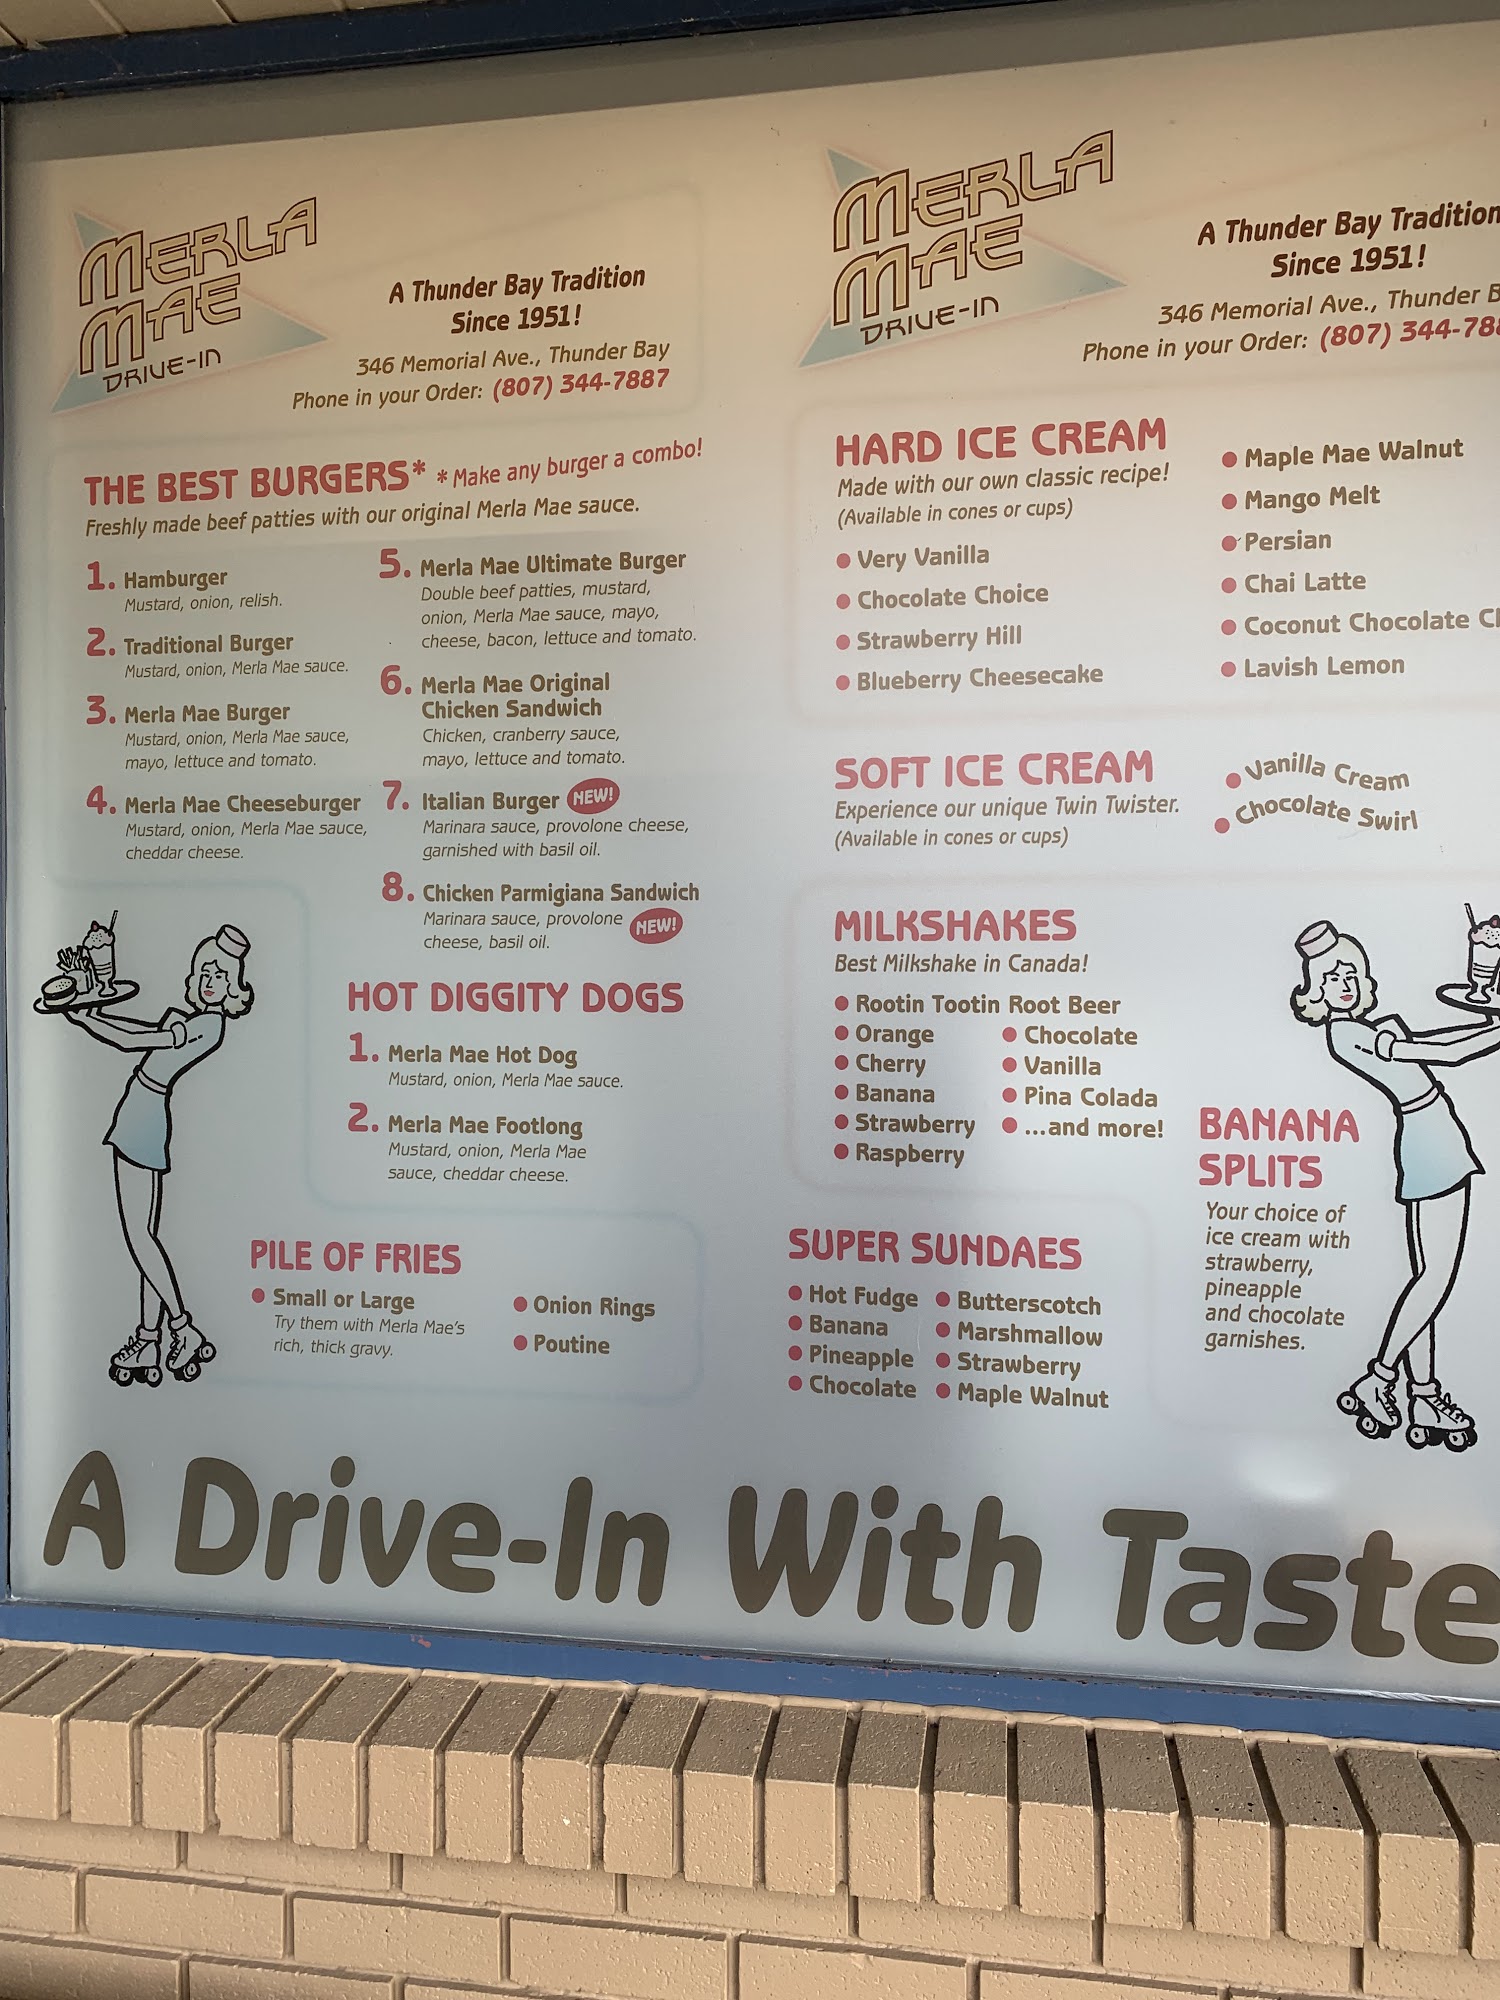 MERLA
MAE
DRIVE-IN
A Thunder Bay Tradition
Since 1951!
346 Memorial Ave., Thunder Bay
Phone in your Order: (807) 344-7887
THE BEST BURGERS* *Make any burger a combo!
Freshly made beef patties with our original Merla Mae sauce.
1. Hamburger
Mustard, onion, relish.
2. Traditional Burger
Mustard, onion, Merla Mae sauce.
3. Merla Mae Burger
Mustard, onion, Merla Mae sauce,
mayo, lettuce and tomato.
4. Merla Mae Cheeseburger
Mustard, onion, Merla Mae sauce,
cheddar cheese.
5. Merla Mae Ultimate Burger
Double beef patties, mustard,
onion, Merla Mae sauce, mayo,
cheese, bacon, lettuce and tomato.
6. Merla Mae Original
Chicken Sandwich
Chicken, cranberry sauce,
mayo, lettuce and tomato.
7. Italian Burger NEW!
Marinara sauce, provolone cheese,
garnished with basil oil.
8. Chicken Parmigiana Sandwich
Marinara sauce, provolone NEW!
cheese, basil oil.
HOT DIGGITY DOGS
1. Merla Mae Hot Dog
Mustard, onion, Merla Mae sauce.
2. Merla Mae Footlong
Mustard, onion, Merla Mae
sauce, cheddar cheese.
PILE OF FRIES
• Small or Large
Try them with Merla Mae's
rich, thick gravy.
• Onion Rings
• Poutine
MERLA
MAE
DRIVE-IN
A Thunder Bay Tradition
Since 1951!
346 Memorial Ave., Thunder
Phone in your Order: (807) 344-788
HARD ICE CREAM
Made with our own classic recipe!
(Available in cones or cups)
• Very Vanilla
• Chocolate Choice
• Strawberry Hill
• Blueberry Cheesecake
• Maple Mae Walnut
• Mango Melt
• Persian
• Chai Latte
• Coconut Chocolate
• Lavish Lemon
SOFT ICE CREAM
Experience our unique Twin Twister.
(Available in cones or cups)
• Vanilla Cream
• Chocolate Swirl
MILKSHAKES
Best Milkshake in Canada!
• Rootin Tootin Root Beer
• Orange
• Cherry
• Banana
• Strawberry
• Raspberry
• Chocolate
• Vanilla
• Pina Colada
• ...and more!
BANANA
SPLITS
Your choice of
ice cream with
strawberry,
pineapple
and chocolate
garnishes.
SUPER SUNDAES
• Hot Fudge
• Banana
• Pineapple
• Chocolate
• Butterscotch
• Marshmallow
• Strawberry
• Maple Walnut
A Drive-In With Taste